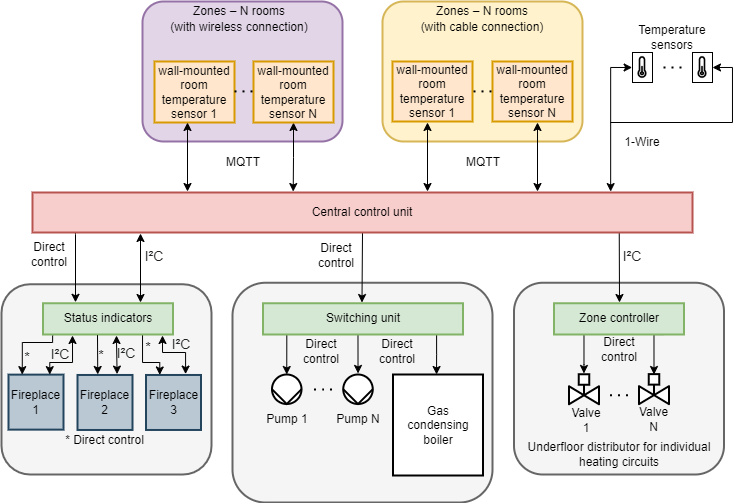 Zones – N rooms
(with wireless connection)
wall-mounted
room
temperature
sensor 1
...
wall-mounted
room
temperature
sensor N
Zones – N rooms
(with cable connection)
wall-mounted
room
temperature
sensor 1
...
wall-mounted
room
temperature
sensor N
Temperature
sensors
...
MQTT
MQTT
1-Wire
Central control unit
Direct
control
I²C
Direct
control
I²C
Status indicators
*
I²C
*
I²C
*
I²C
Fireplace
1
Fireplace
2
Fireplace
3
* Direct control
Switching unit
Direct
control
Direct
control
...
Pump 1
Pump N
Gas
condensing
boiler
Zone controller
Direct
control
...
Valve
1
Valve
N
Underfloor distributor for individual
heating circuits